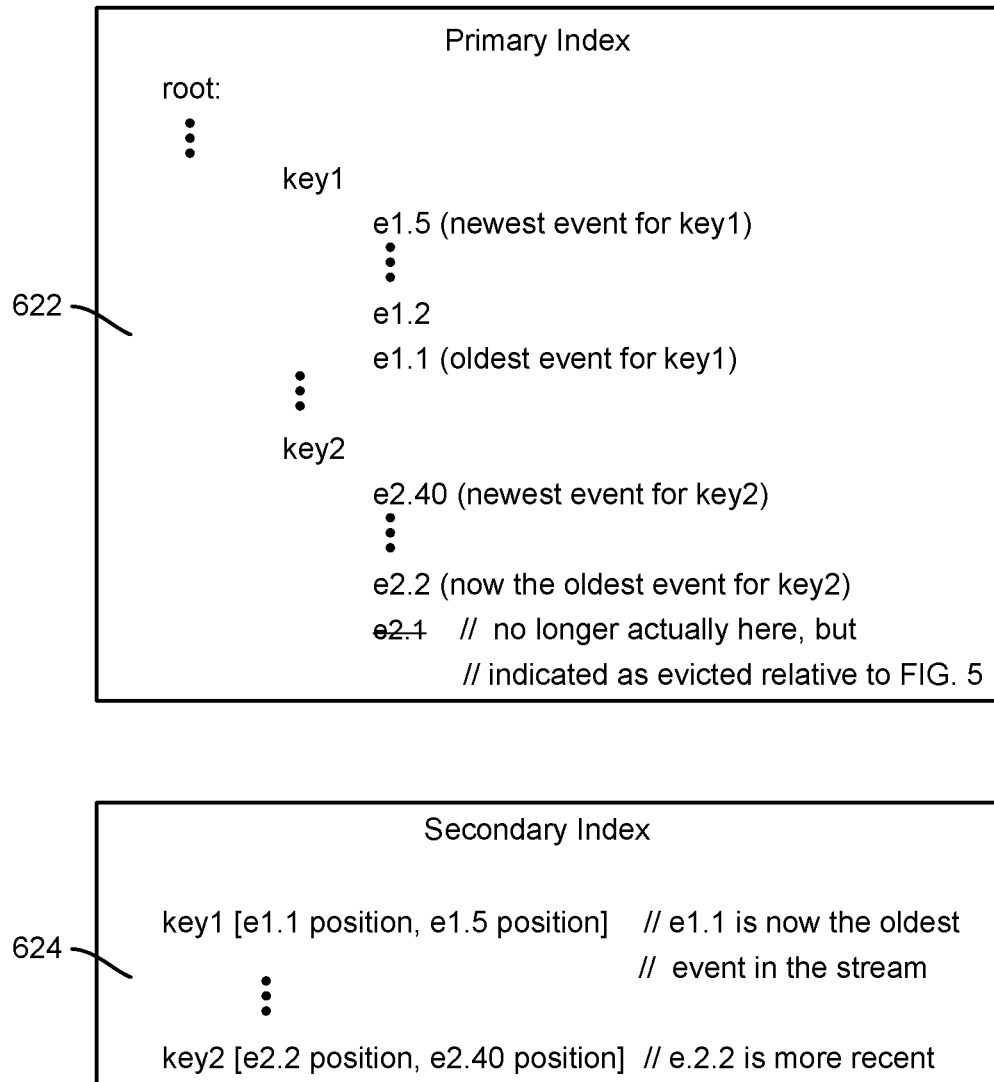 Primary Index
root:
key1
e1.5 (newest event for key1)
622
e1.2
e1.1 (oldest event for key1)
key2
e2.40 (newest event for key2)
e2.2 (now the oldest event for key2)
e2.1 // no longer actually here, but
// indicated as evicted relative to FIG. 5
Secondary Index
key1 [e1.1 position, e1.5 position] // e1.1 is now the oldest
624
// event in the stream
key2 [e2.2 position, e2.40 position] // e.2.2 is more recent